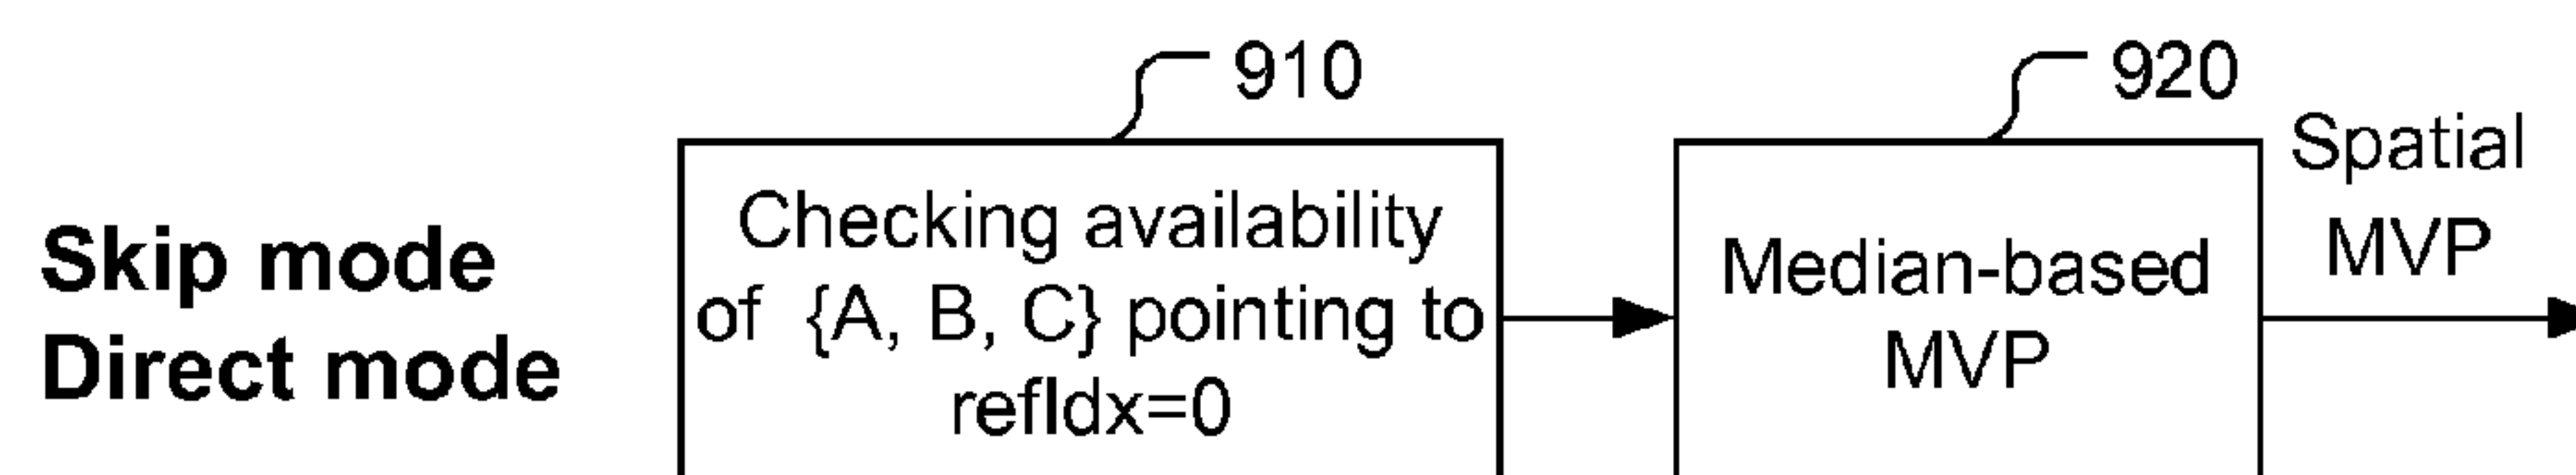 910
920
Spatial
MVP
Skip mode
Direct mode
Checking availability
of {A, B, C} pointing to
refIdx=0
Median-based
MVP